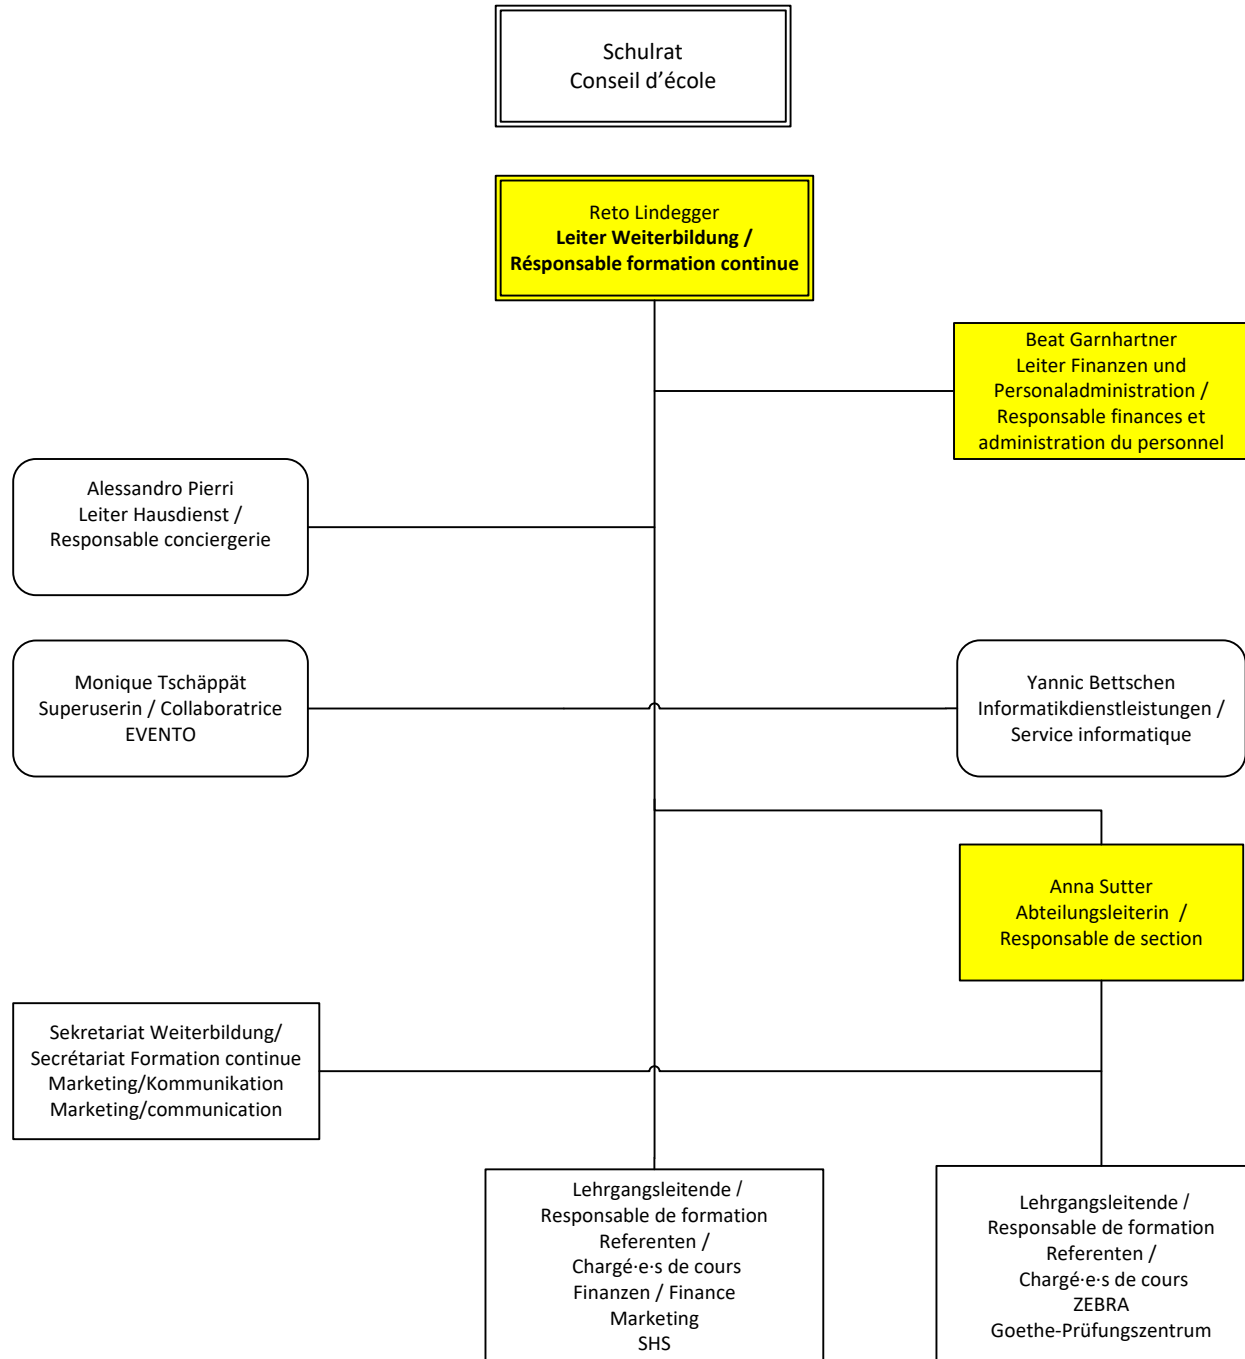 Schulrat
Conseil d’école
Reto Lindegger
Leiter Weiterbildung /
Résponsable formation continue
Beat Garnhartner
Leiter Finanzen und
Personaladministration /
Responsable finances et
administration du personnel
Alessandro Pierri
Leiter Hausdienst /
Responsable conciergerie
Monique Tschäppät
Superuserin / Collaboratrice
EVENTO
Yannic Bettschen
Informatikdienstleistungen /
Service informatique
Anna Sutter
Abteilungsleiterin /
Responsable de section
Sekretariat Weiterbildung/
Secrétariat Formation continue
Marketing/Kommunikation
Marketing/communication
Lehrgangsleitende /
Responsable de formation
Referenten /
Chargé·e·s de cours
Finanzen / Finance
Marketing
SHS
Lehrgangsleitende /
Responsable de formation
Referenten /
Chargé·e·s de cours
ZEBRA
Goethe-Prüfungszentrum